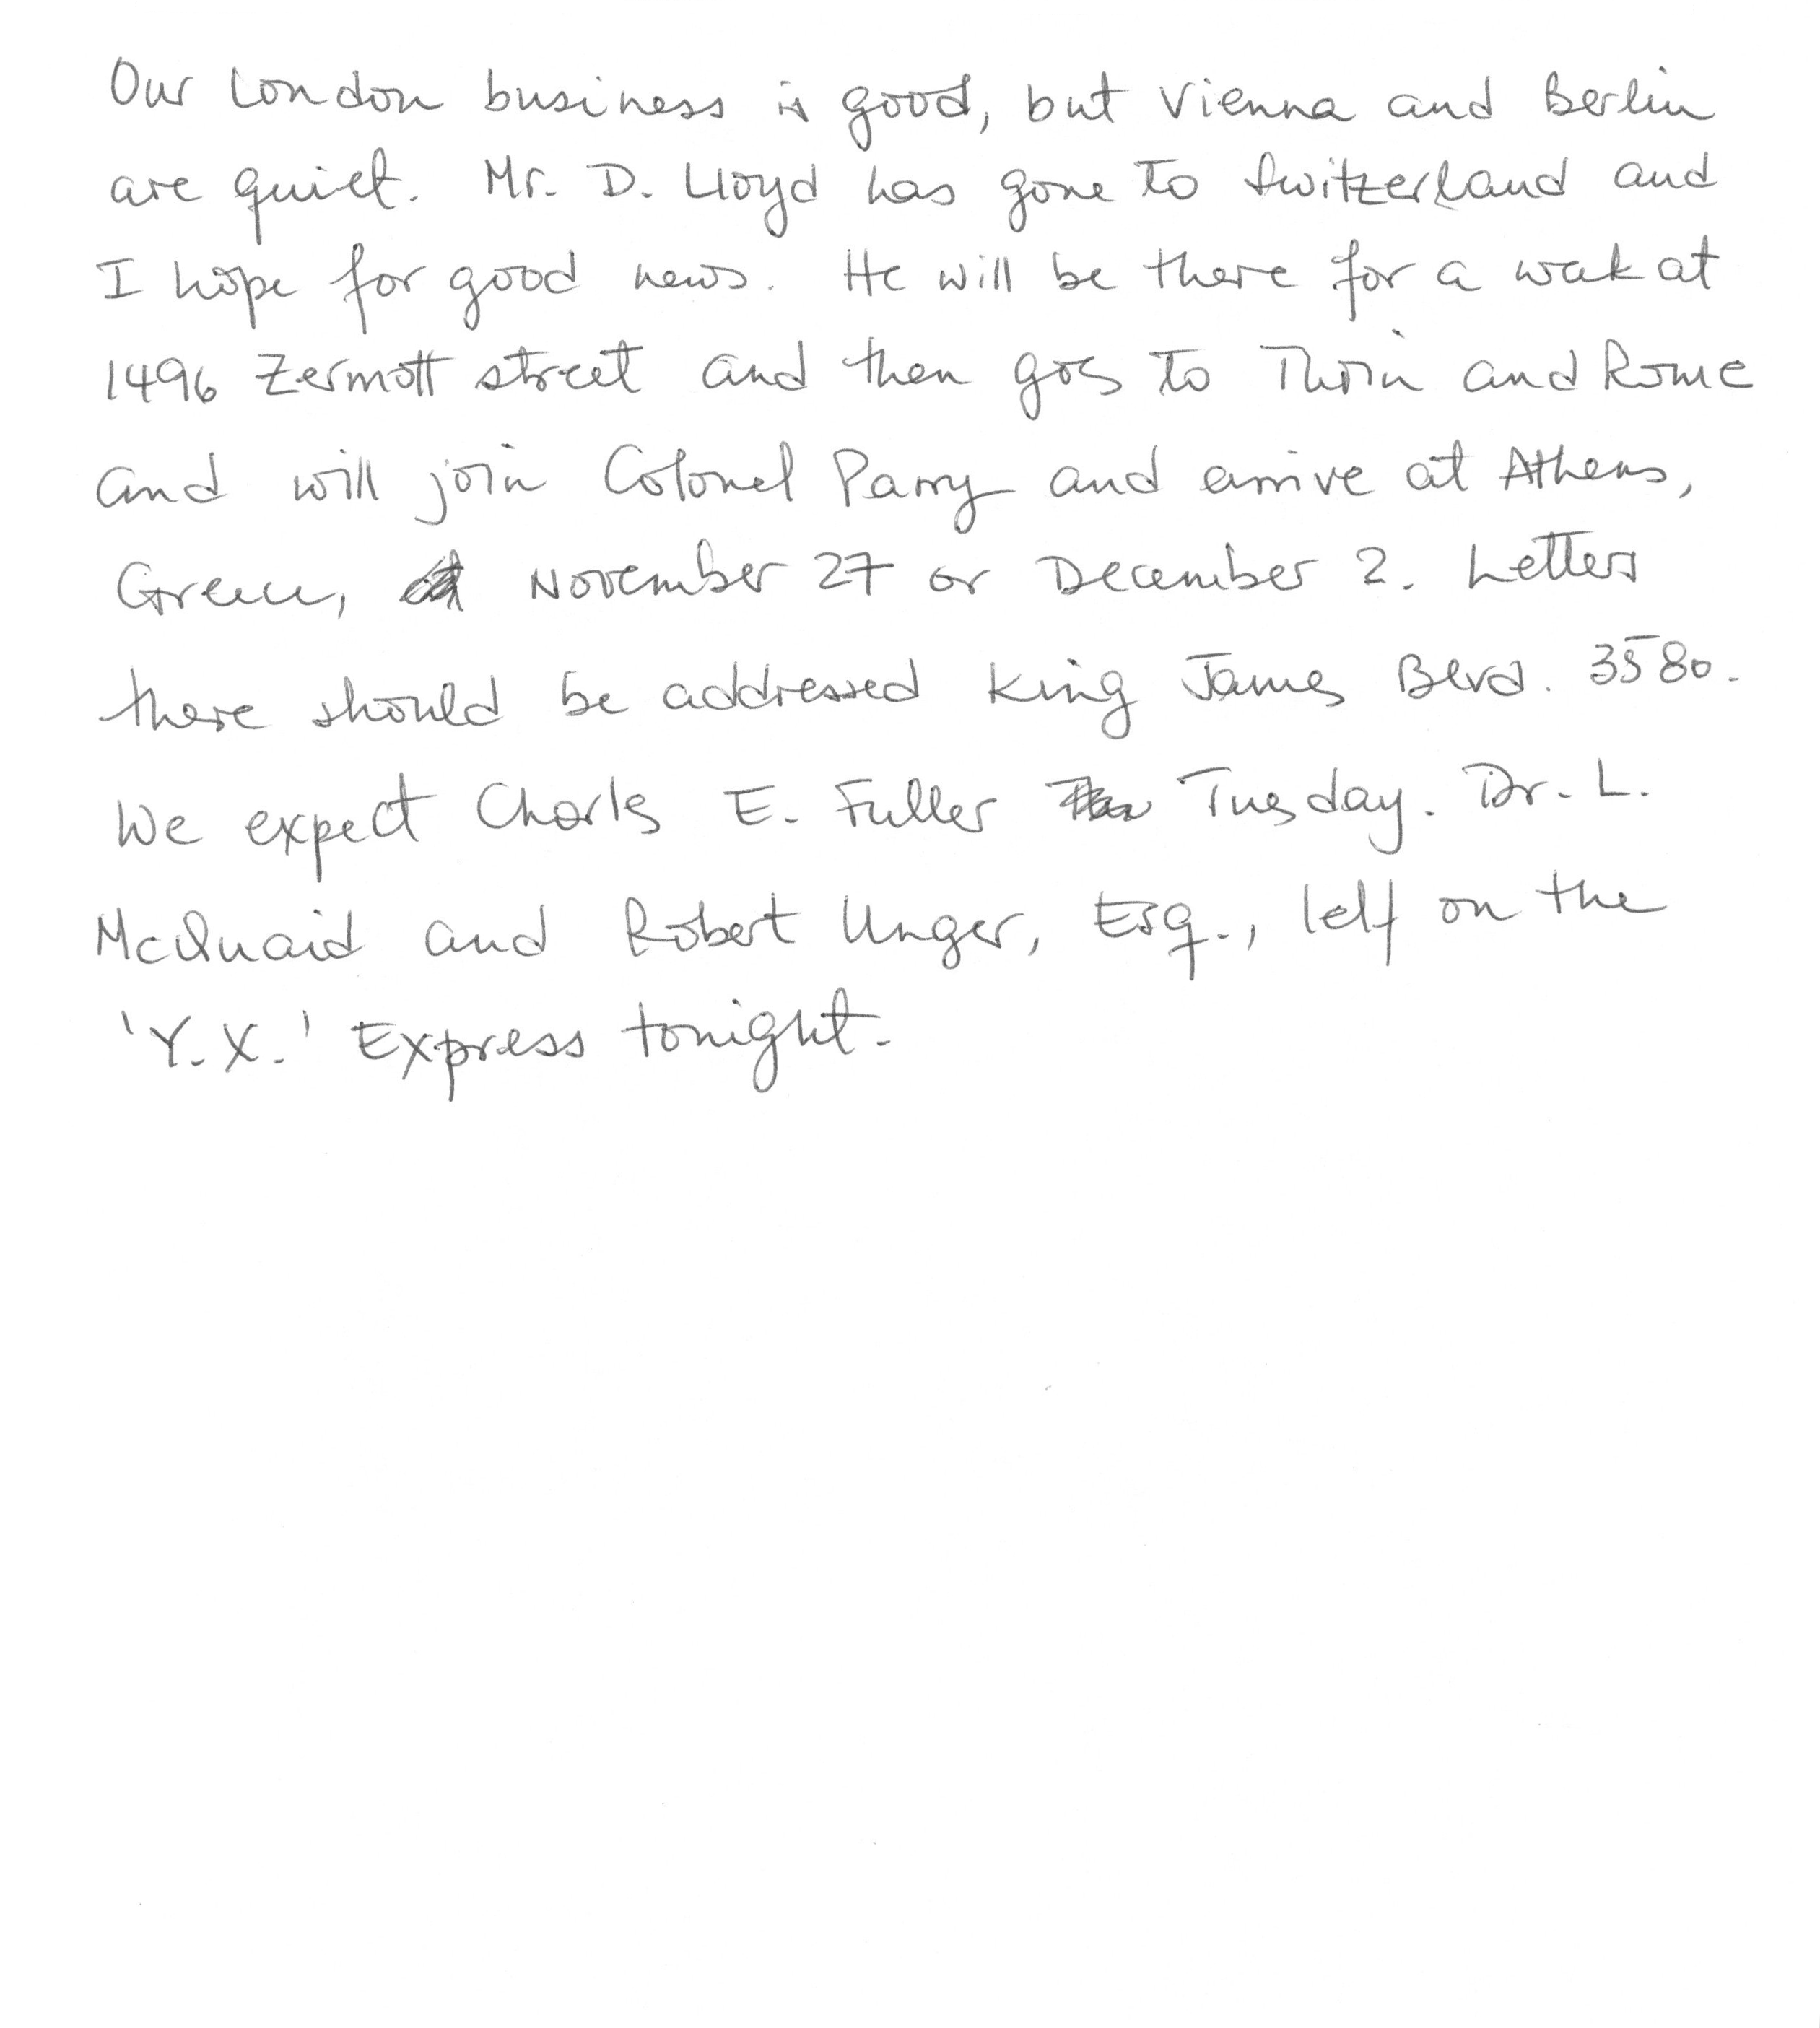 Our London business is good, but Vienna and Berlin
are quiet. Mr. D. Lloyd has gone to Switzerland and
I hope for good news. He will be there for a week at
1496 Zermott street and then goes to Turin and Rome
and will join Colonel Parry and arrive at Athens,
Greece, November 27 or December 2. Letters
there should be addressed King James Blvd. 3580.
We expect Charles E. Fuller Tuesday. Dr. L.
McQuaid and Robert Unger, Esq., left on the
'Y.X.' Express tonight.